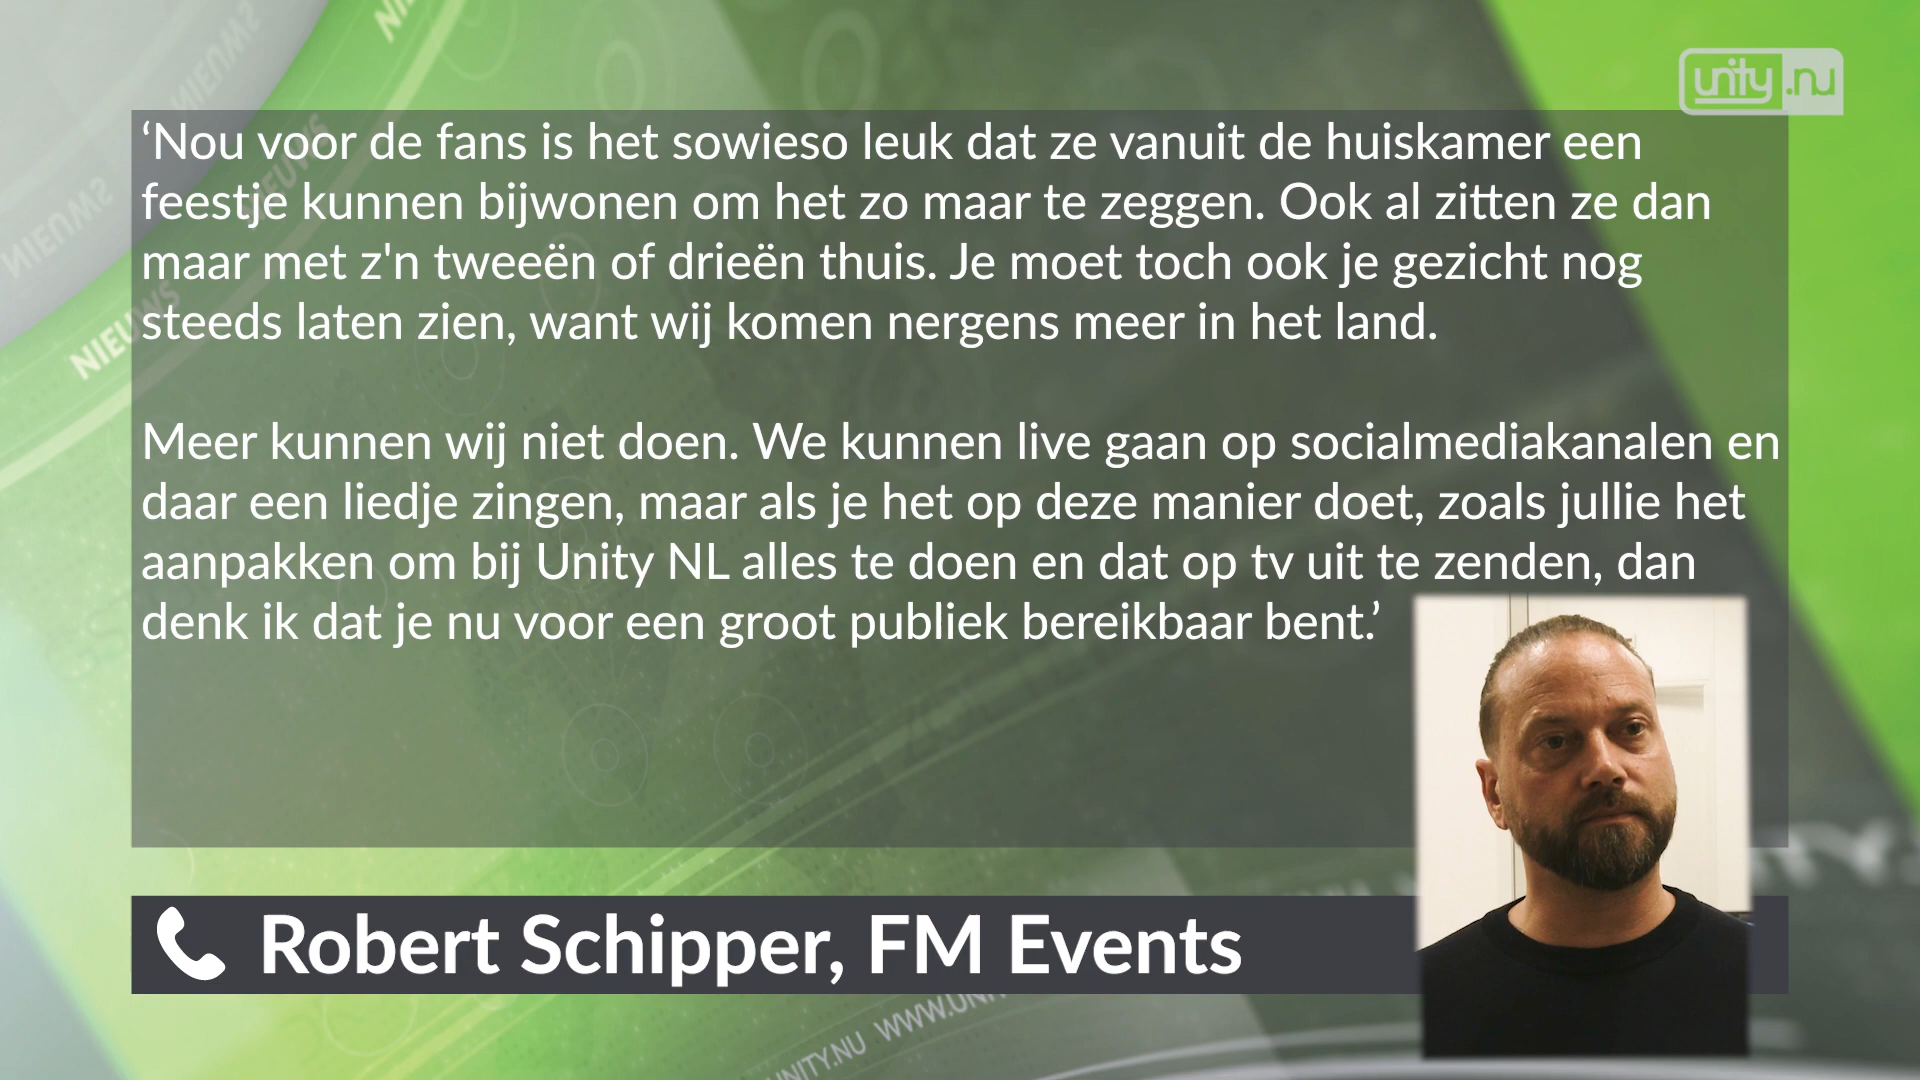 NIEUWS
unity.nu
‘Nou voor de fans is het sowieso leuk dat ze vanuit de huiskamer een
feestje kunnen bijwonen om het zo maar te zeggen. Ook al zitten ze dan
maar met z'n tweeën of drieën thuis. Je moet toch ook je gezicht nog
steeds laten zien, want wij komen nergens meer in het land.
Meer kunnen wij niet doen. We kunnen live gaan op socialmediakanalen en
daar een liedje zingen, maar als je het op deze manier doet, zoals jullie het
aanpakken om bij Unity NL alles te doen en dat op tv uit te zenden, dan
denk ik dat je nu voor een groot publiek bereikbaar bent.’
Robert Schipper, FM Events